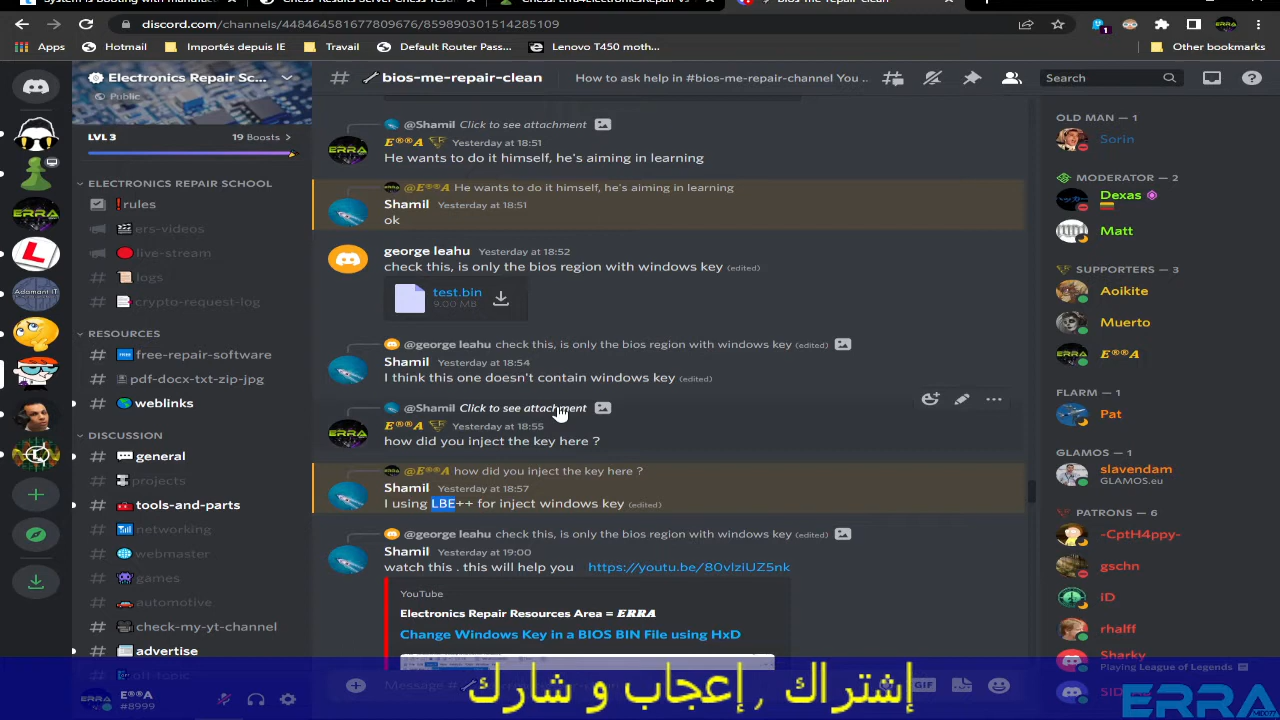 discord.com/channels/448464581677809676/859890301514285109
Apps
Hotmail
Importés depuis IE
Travail
Default Router Pass...
Lenovo T450 moth...
Other bookmarks
Electronics Repair Sc...
Public
LVL 3
19 Boosts >
ELECTRONICS REPAIR SCHOOL
rules
ers-videos
live-stream
logs
crypto-request-log
RESOURCES
free-repair-software
pdf-docx-txt-zip-jpg
weblinks
DISCUSSION
general
projects
tools-and-parts
networking
webmaster
games
automotive
check-my-yt-channel
advertise
off-topic
E®®A
#8999
bios-me-repair-clean
How to ask help in #bios-me-repair-channel You ..
Search
@Shamil Click to see attachment
E®®A Yesterday at 18:51
He wants to do it himself, he's aiming in learning
@E®®A He wants to do it himself, he's aiming in learning
Shamil Yesterday at 18:51
ok
george leahu Yesterday at 18:52
check this, is only the bios region with windows key (edited)
test.bin
9.00 MB
@george leahu check this, is only the bios region with windows key (edited)
Shamil Yesterday at 18:54
I think this one doesn't contain windows key (edited)
@Shamil Click to see attachment
E®®A Yesterday at 18:55
how did you inject the key here ?
@E®®A how did you inject the key here ?
Shamil Yesterday at 18:57
I using LBE++ for inject windows key (edited)
@george leahu check this, is only the bios region with windows key (edited)
Shamil Yesterday at 19:00
watch this . this will help you https://youtu.be/80vlziUZ5nk
YouTube
Electronics Repair Resources Area = ERRA
Change Windows Key in a BIOS BIN File using HxD
Message #
GIF
إشتراك , إعجاب و شارك
OLD MAN — 1
Sorin
MODERATOR — 2
Dexas
Matt
SUPPORTERS — 3
Aoikite
Muerto
E®®A
FLARM — 1
Pat
GLAMOS — 1
slavendam
GLAMOS.eu
PATRONS — 6
-CptH4ppy-
gschn
iD
rhalff
Sharky
Playing League of Legends
ERRA